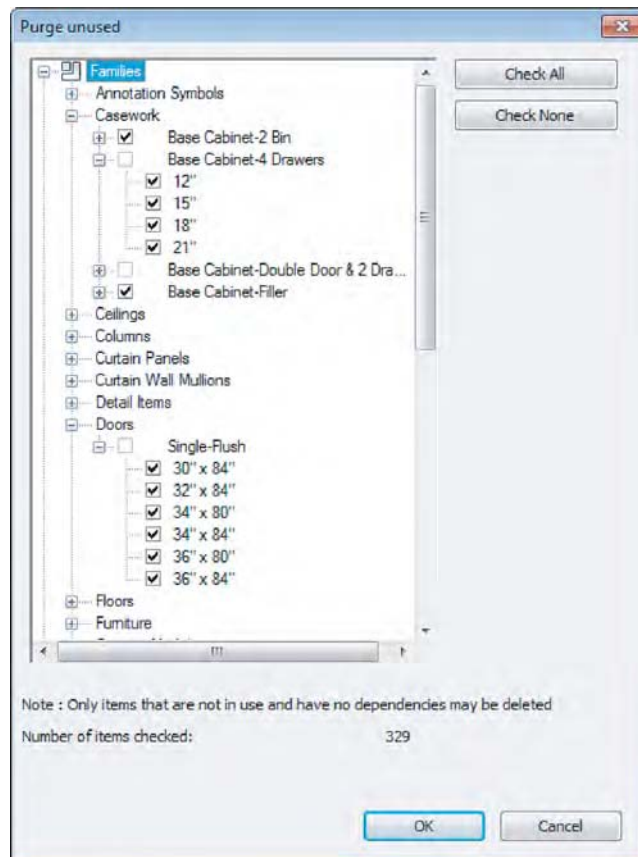 Purge unused
Families
Check All
Annotation Symbols
Casework
Check None
Base Cabinet-2 Bin
Base Cabinet-4 Drawers
12"
15"
18"
21"
Base Cabinet-Double Door & 2 Dra...
Base Cabinet-Filler
Ceilings
Columns
Curtain Panels
Curtain Wall Mullions
Detail Items
Doors
Single-Flush
30" x 84"
32" x 84"
34" x 80"
34" x 84"
36" x 80"
36" x 84"
Floors
Furniture
Note : Only items that are not in use and have no dependencies may be deleted
Number of items checked: 329
OK
Cancel